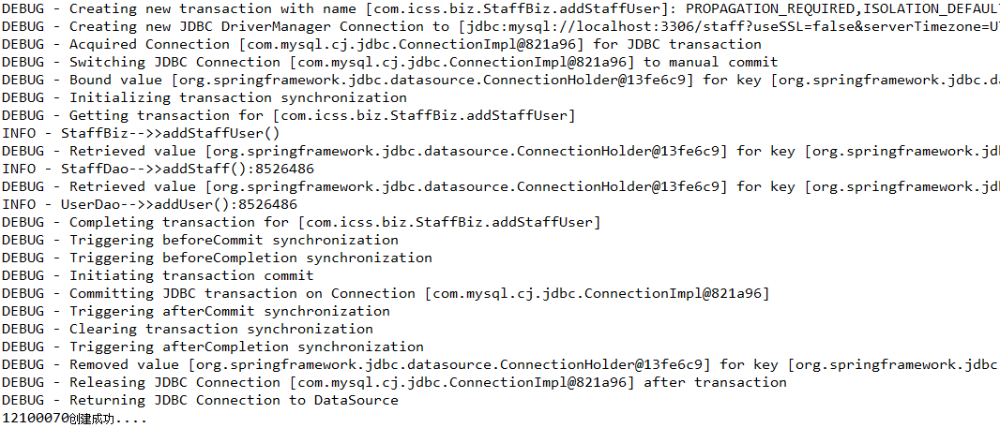 DEBUG - Creating new transaction with name [com.icss.biz.StaffBiz.addStaffUser]: PROPAGATION_REQUIRED,ISOLATION_DEFAUL
DEBUG - Creating new JDBC DriverManager Connection to [jdbc:mysql://localhost:3306/staff?useSSL=false&serverTimezone=U
DEBUG - Acquired Connection [com.mysql.cj.jdbc.ConnectionImpl@821a96] for JDBC transaction
DEBUG - Switching JDBC Connection [com.mysql.cj.jdbc.ConnectionImpl@821a96] to manual commit
DEBUG - Bound value [org.springframework.jdbc.datasource.ConnectionHolder@13fe6c9] for key [org.springframework.jdbc.da
DEBUG - Initializing transaction synchronization
DEBUG - Getting transaction for [com.icss.biz.StaffBiz.addStaffUser]
INFO - StaffBiz-->>addStaffUser()
DEBUG - Retrieved value [org.springframework.jdbc.datasource.ConnectionHolder@13fe6c9] for key [org.springframework.jd
INFO - StaffDao-->>addStaff():8526486
DEBUG - Retrieved value [org.springframework.jdbc.datasource.ConnectionHolder@13fe6c9] for key [org.springframework.jd
INFO - UserDao-->>addUser():8526486
DEBUG - Completing transaction for [com.icss.biz.StaffBiz.addStaffUser]
DEBUG - Triggering beforeCommit synchronization
DEBUG - Triggering beforeCompletion synchronization
DEBUG - Initiating transaction commit
DEBUG - Committing JDBC transaction on Connection [com.mysql.cj.jdbc.ConnectionImpl@821a96]
DEBUG - Triggering afterCommit synchronization
DEBUG - Clearing transaction synchronization
DEBUG - Triggering afterCompletion synchronization
DEBUG - Removed value [org.springframework.jdbc.datasource.ConnectionHolder@13fe6c9] for key [org.springframework.jdbc
DEBUG - Releasing JDBC Connection [com.mysql.cj.jdbc.ConnectionImpl@821a96] after transaction
DEBUG - Returning JDBC Connection to DataSource
12100070创建成功....